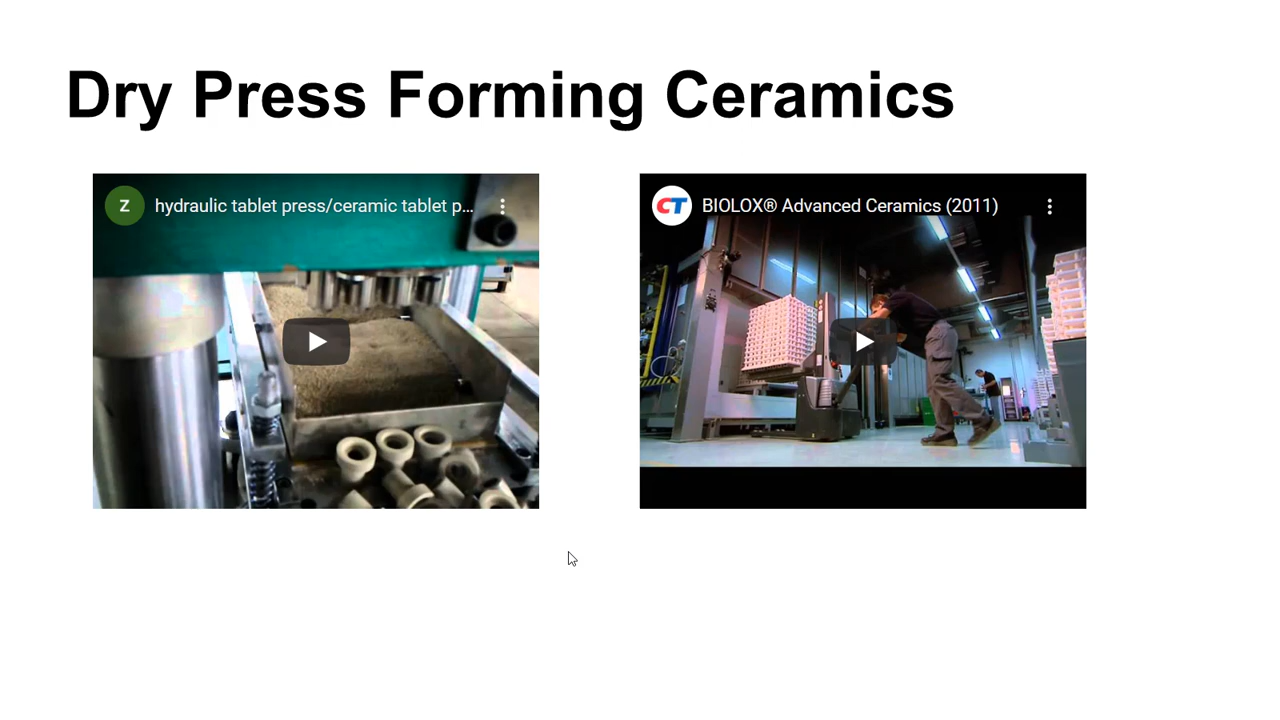 Dry Press Forming Ceramics
Z
hydraulic tablet press/ceramic tablet p...
CT
BIOLOX® Advanced Ceramics (2011)